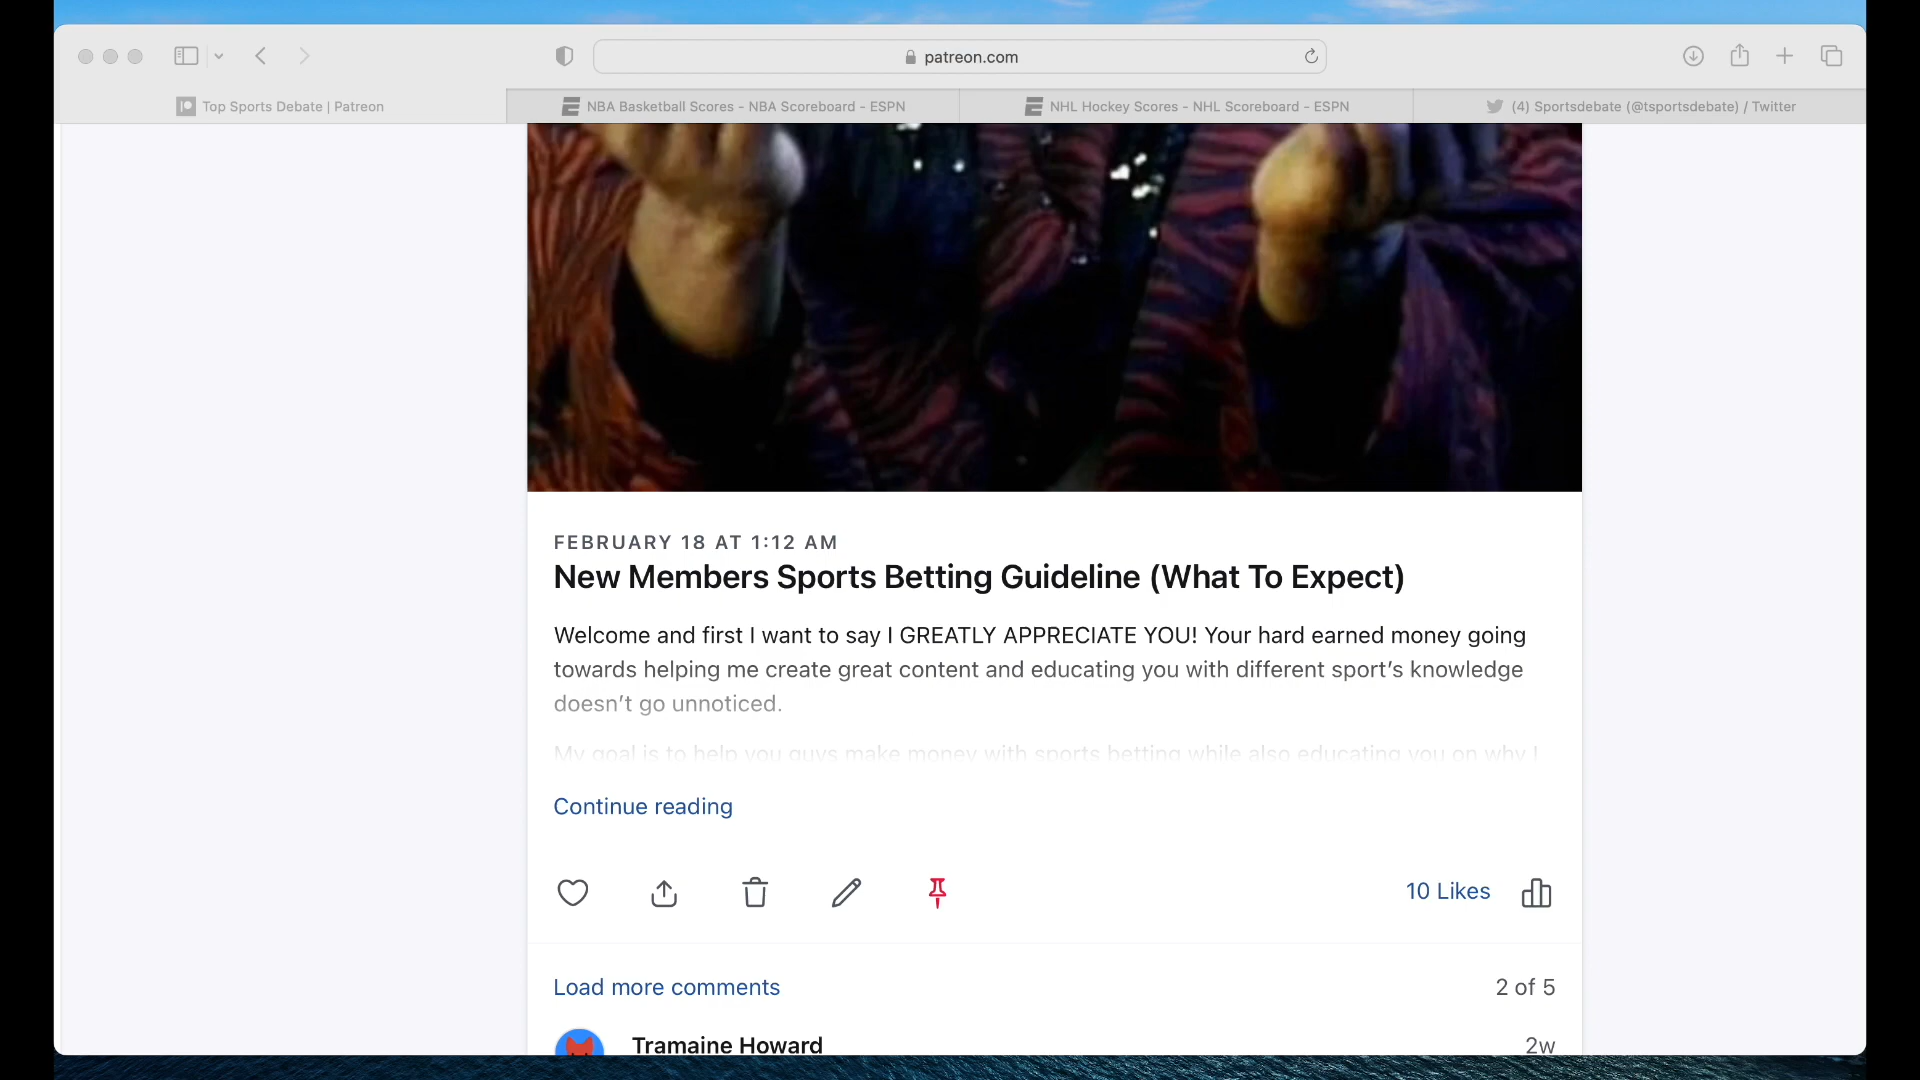 patreon.com
Top Sports Debate | Patreon
NBA Basketball Scores - NBA Scoreboard - ESPN
NHL Hockey Scores - NHL Scoreboard - ESPN
(4) Sportsdebate (@tsportsdebate) / Twitter
FEBRUARY 18 AT 1:12 AM
New Members Sports Betting Guideline (What To Expect)
Welcome and first I want to say I GREATLY APPRECIATE YOU! Your hard earned money going
towards helping me create great content and educating you with different sport’s knowledge
doesn’t go unnoticed.
My goal is to help you guys make money with sports betting while also educating you on why I
Continue reading
10 Likes
Load more comments
2 of 5
Tramaine Howard
2w